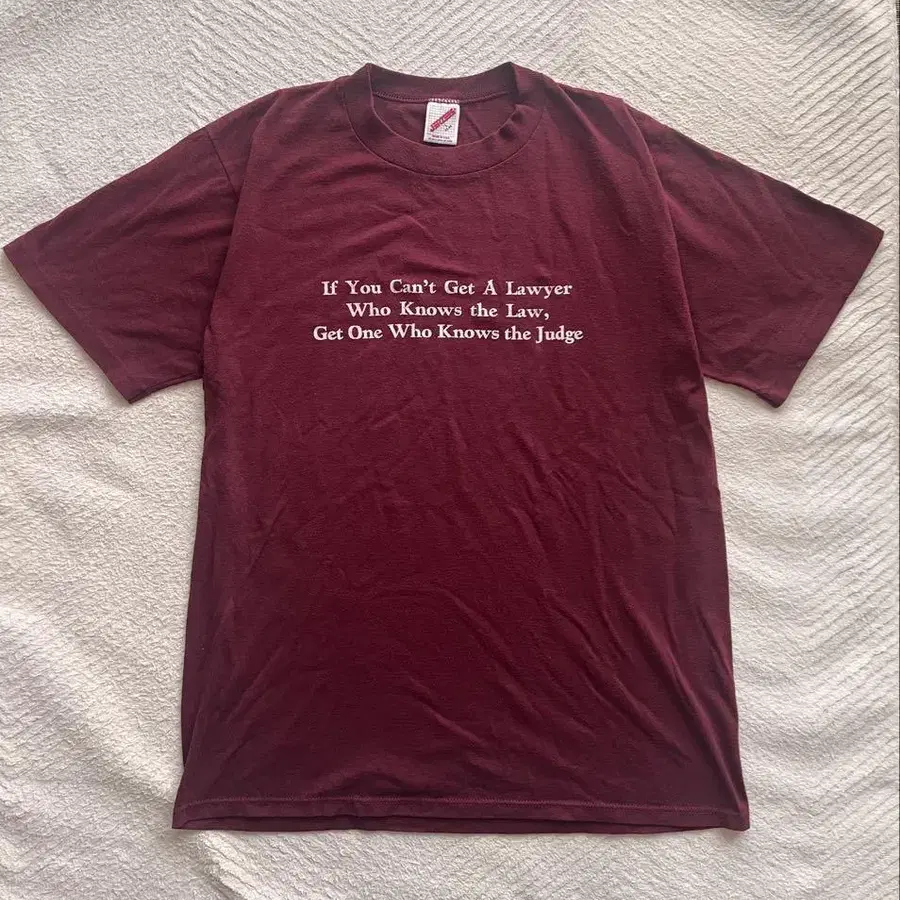 If You Can't Get A Lawyer
Who Knows the Law,
Get One Who Knows the Judge